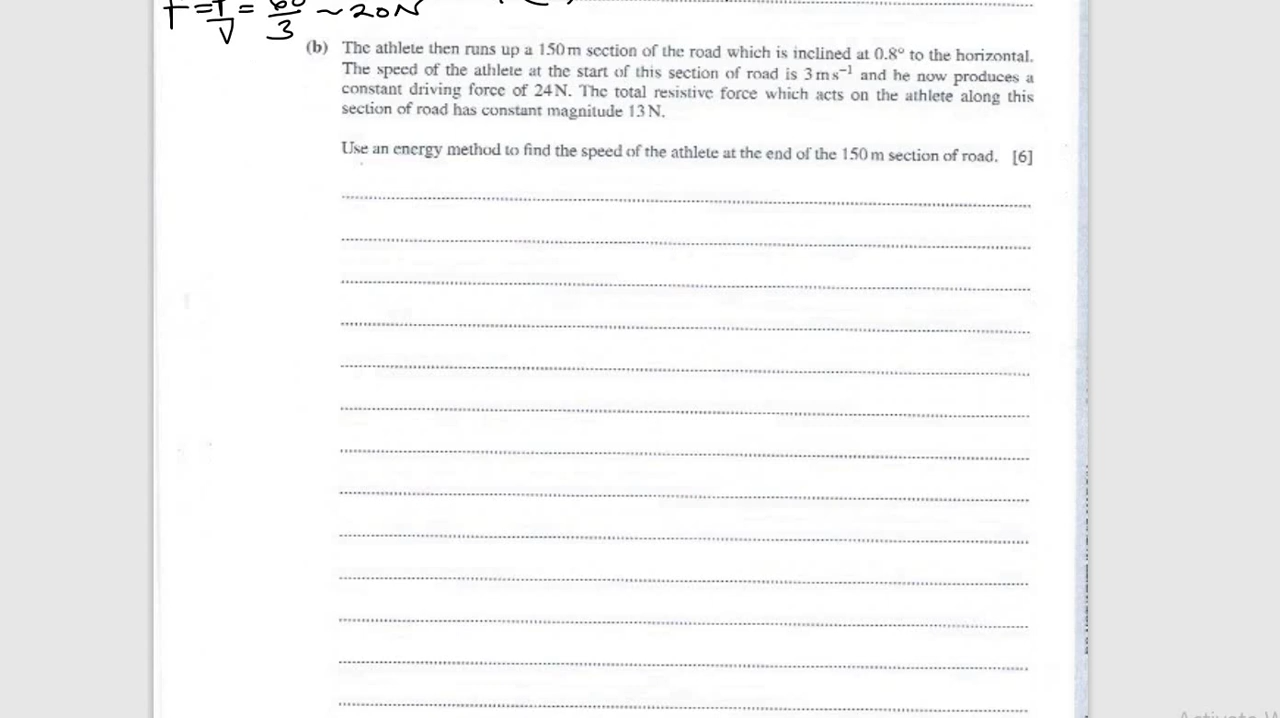 F = P/V = 60/3 ~ 20N
(b) The athlete then runs up a 150 m section of the road which is inclined at 0.8° to the horizontal.
The speed of the athlete at the start of this section of road is 3 m s⁻¹ and he now produces a
constant driving force of 24 N. The total resistive force which acts on the athlete along this
section of road has constant magnitude 13 N.
Use an energy method to find the speed of the athlete at the end of the 150 m section of road. [6]